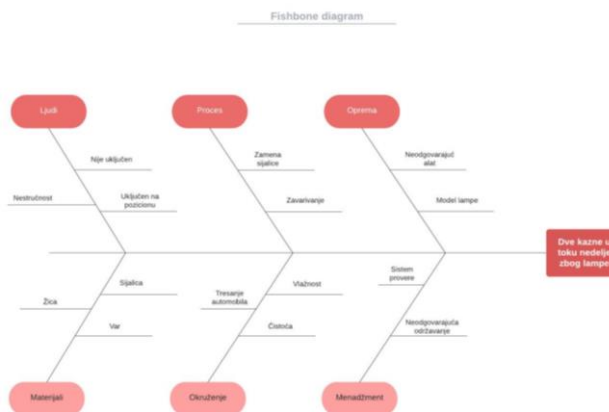 Fishbone diagram
Ljudi
Proces
Oprema
Nije uključen
Nestručnost
Uključen na
pozicionu
Zamena
sijalice
Zavarivanje
Neodgovarajuć
alat
Model lampe
Dve kazne u
toku nedelje
zbog lampe
Sijalica
Žica
Var
Tresanje
automobila
Vlažnost
Čistoća
Sistem
provere
Neodgovarajuća
održavanje
Materijali
Okruženje
Menadžment